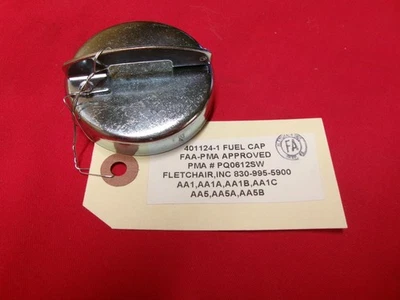 401124-1 FUEL CAP
FAA-PMA APPROVED
PMA # PQ0612SW
FLETCHAIR,INC 830-995-5900
AA1,AA1A,AA1B,AA1C
AA5,AA5A,AA5B
FA